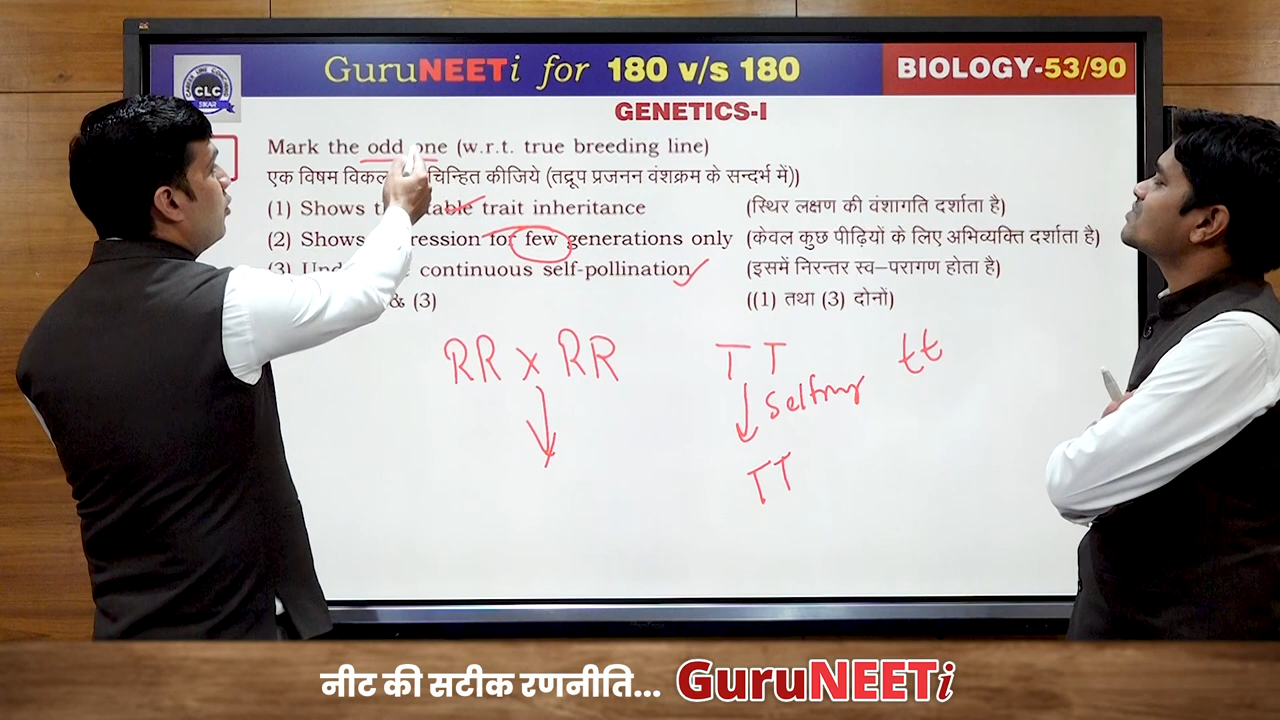 GuruNEETi for 180 v/s 180
BIOLOGY-53/90
CLC
SIKAR
GENETICS-I
Mark the odd one (w.r.t. true breeding line)
एक विषम चिन्हित कीजिये (तद्रूप प्रजनन वंशक्रम के सन्दर्भ में))
(1) Shows trait inheritance (स्थिर लक्षण की वंशागति दर्शाता है)
(2) Shows for few generations only (केवल कुछ पीढ़ियों के लिए अभिव्यक्ति दर्शाता है)
(3) continuous self-pollination (इसमें निरन्तर स्व–परागण होता है)
& (3) ((1) तथा (3) दोनों)
RR x RR TT tt
Selfing
TT
नीट की सटीक रणनीति... GuruNEETi